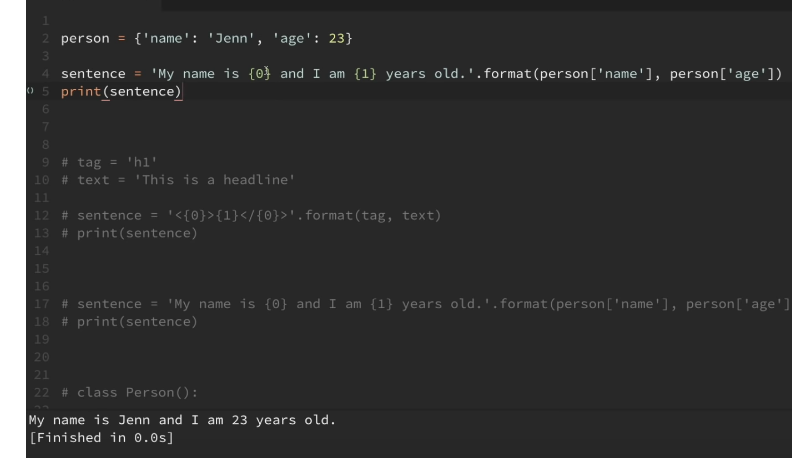 1
2 person = {'name': 'Jenn', 'age': 23}
3
4 sentence = 'My name is {0} and I am {1} years old.'.format(person['name'], person['age'])
5 print(sentence)
6
7
8
9 # tag = 'h1'
10 # text = 'This is a headline'
11
12 # sentence = '<{0}>{1}</{0}>'.format(tag, text)
13 # print(sentence)
14
15
16
17 # sentence = 'My name is {0} and I am {1} years old.'.format(person['name'], person['age']
18 # print(sentence)
19
20
21
22 # class Person():
My name is Jenn and I am 23 years old.
[Finished in 0.0s]